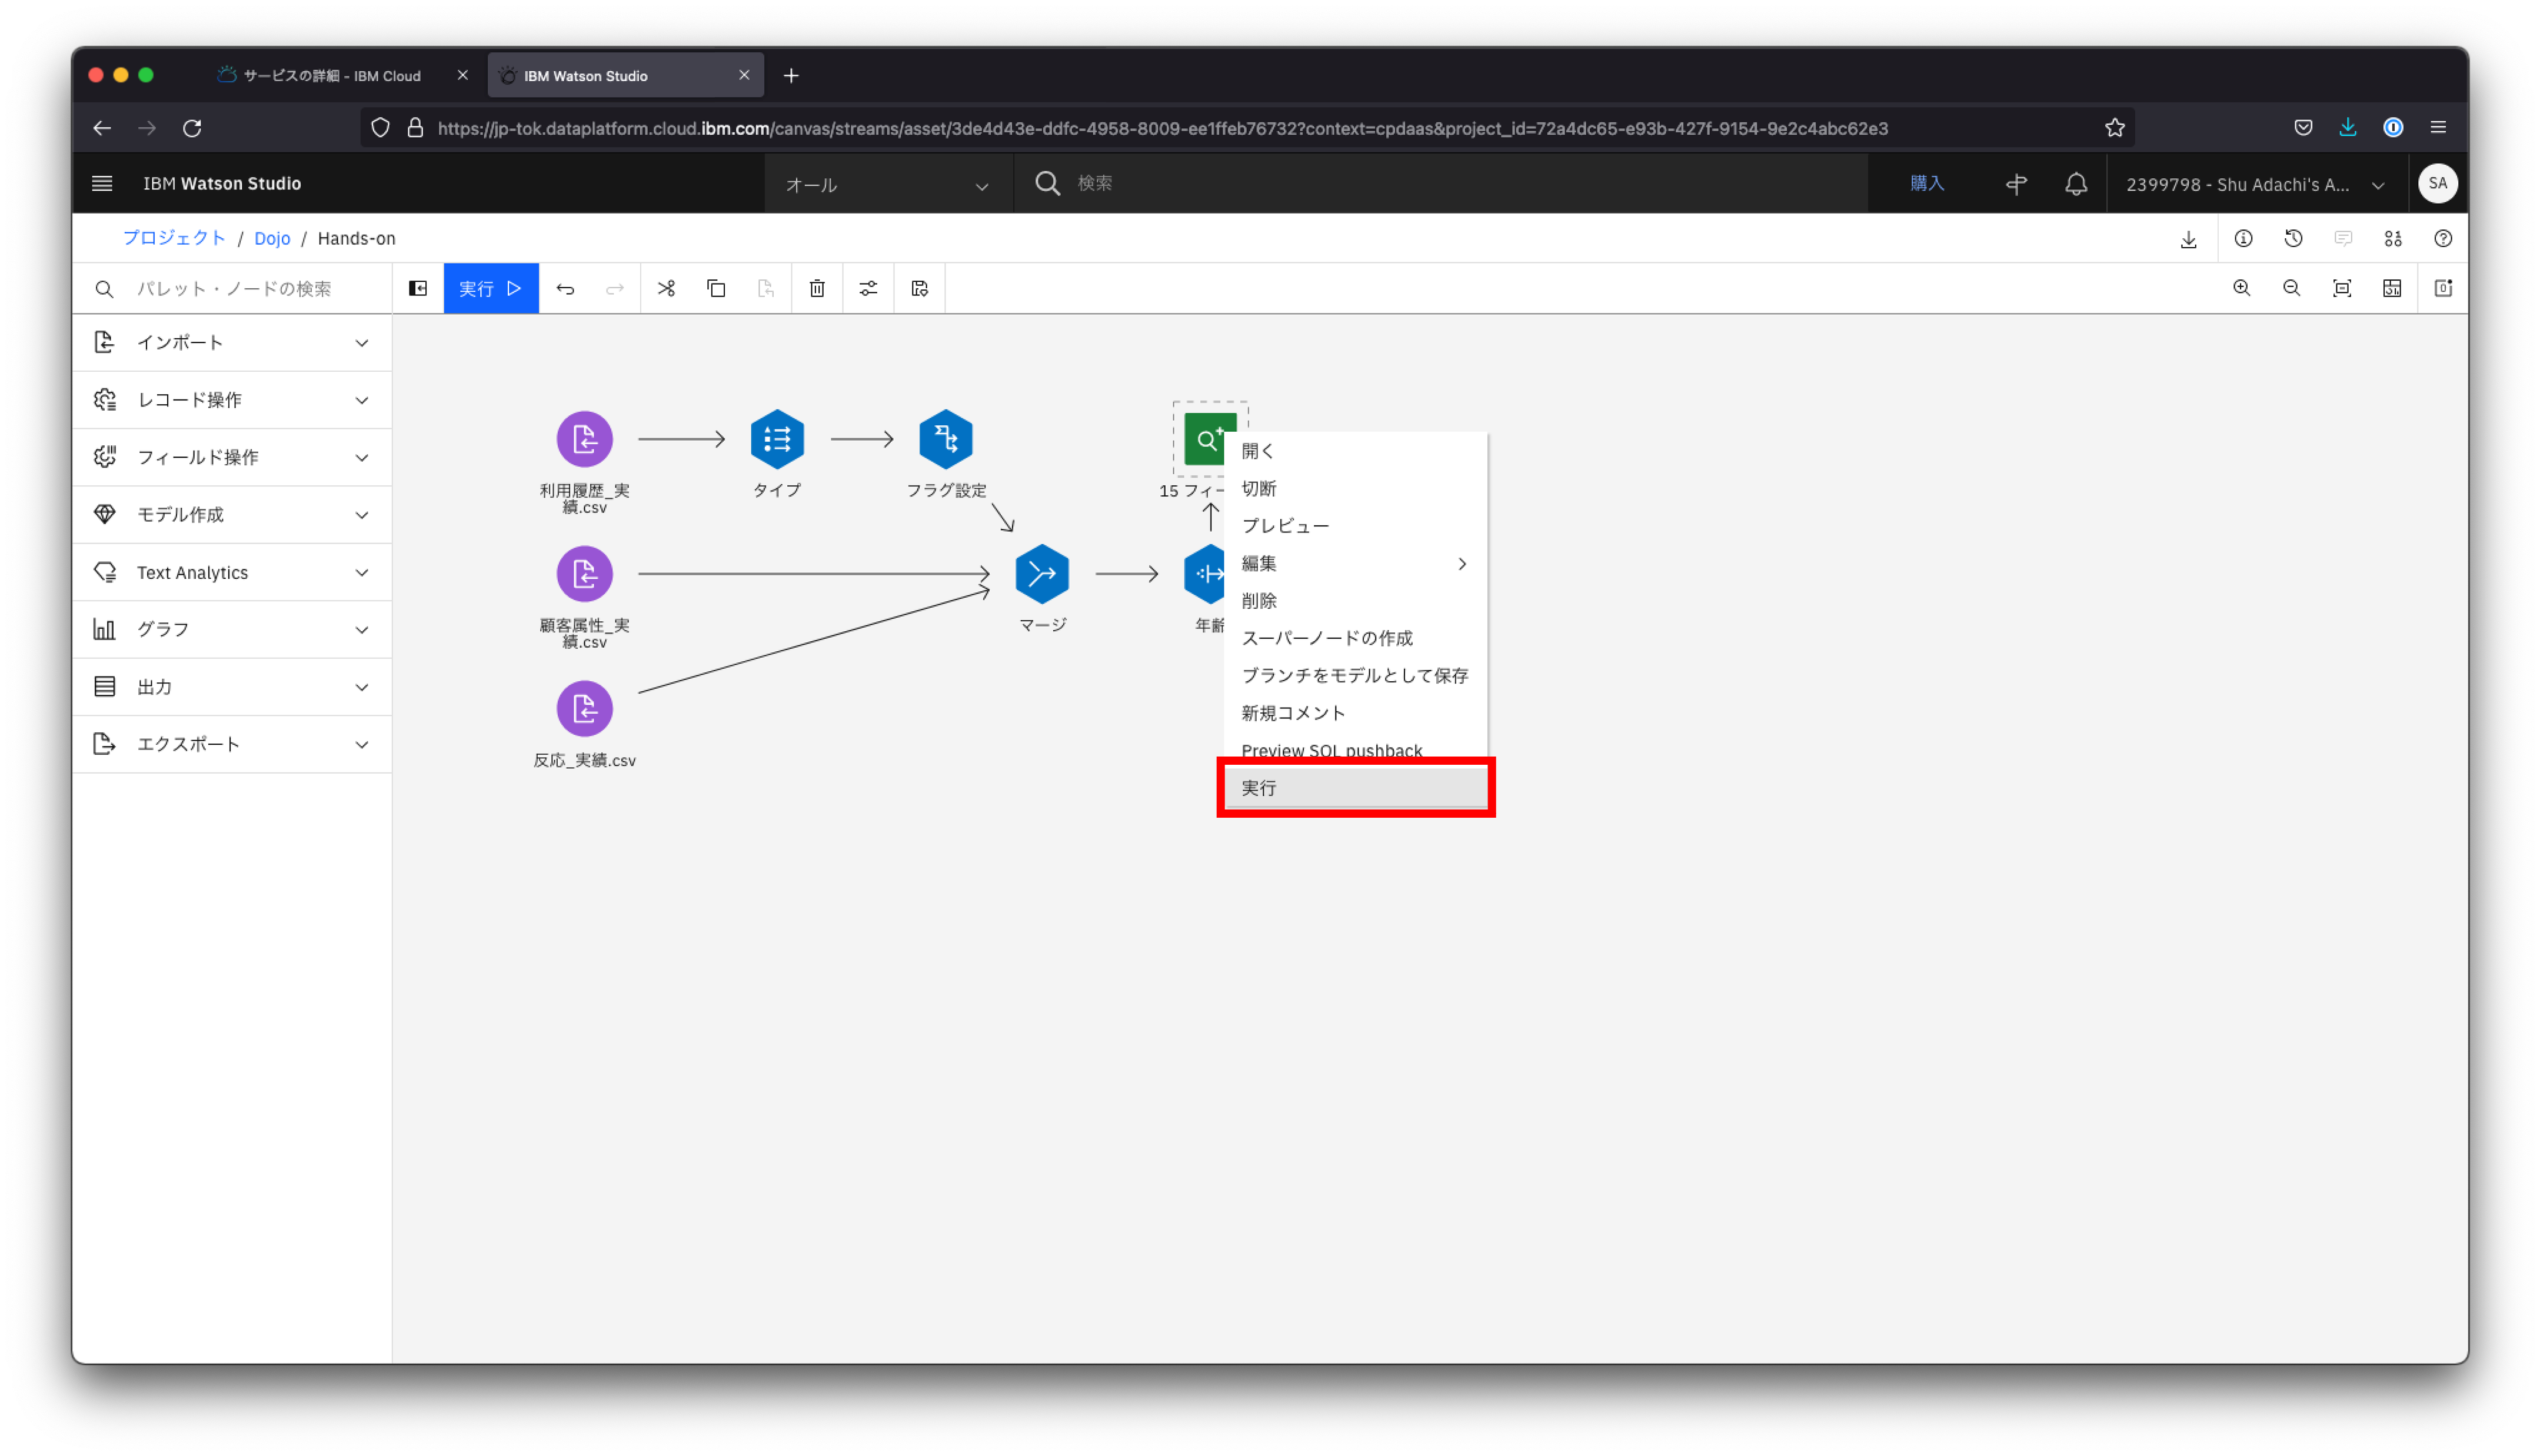 サービスの詳細 - IBM Cloud
IBM Watson Studio
https://jp-tok.dataplatform.cloud.ibm.com/canvas/streams/asset/3de4d43e-ddfc-4958-8009-ee1ffeb76732?context=cpdaas&project_id=72a4dc65-e93b-427f-9154-9e2c4abc62e3
IBM Watson Studio
オール
検索
購入
2399798 - Shu Adachi's A...
SA
プロジェクト / Dojo / Hands-on
パレット・ノードの検索
実行
インポート
レコード操作
フィールド操作
モデル作成
Text Analytics
グラフ
出力
エクスポート
利用履歴_実
績.csv
タイプ
フラグ設定
15 フィー
顧客属性_実
績.csv
マージ
年齢
反応_実績.csv
開く
切断
プレビュー
編集
削除
スーパーノードの作成
ブランチをモデルとして保存
新規コメント
Preview SQL pushback
実行